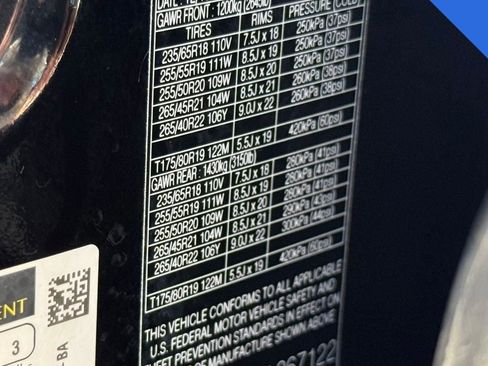 GAWR FRONT: 1200kg (2645lb)
TIRES RIMS PRESSURE (COLD)
235/65R18 110V 7.5J x 18 250kPa (37psi)
255/55R19 111W 8.5J x 19 250kPa (37psi)
255/50R20 109W 8.5J x 20 250kPa (37psi)
265/45R21 104W 8.5J x 21 260kPa (38psi)
265/40R22 106Y 9.0J x 22 260kPa (38psi)
T175/80R19 122M 5.5J x 19 420kPa (60psi)
GAWR REAR: 1430kg (3150lb)
235/65R18 110V 7.5J x 18 280kPa (41psi)
255/55R19 111W 8.5J x 19 280kPa (41psi)
255/50R20 109W 8.5J x 20 280kPa (41psi)
265/45R21 104W 8.5J x 21 290kPa (43psi)
265/40R22 106Y 9.0J x 22 300kPa (44psi)
T175/80R19 122M 5.5J x 19 420kPa (60psi)
THIS VEHICLE CONFORMS TO ALL APPLICABLE
U.S. FEDERAL MOTOR VEHICLE SAFETY AND
THEFT PREVENTION STANDARDS IN EFFECT ON
OF MANUFACTURE SHOWN ABOVE
67122
ENT
3
BA